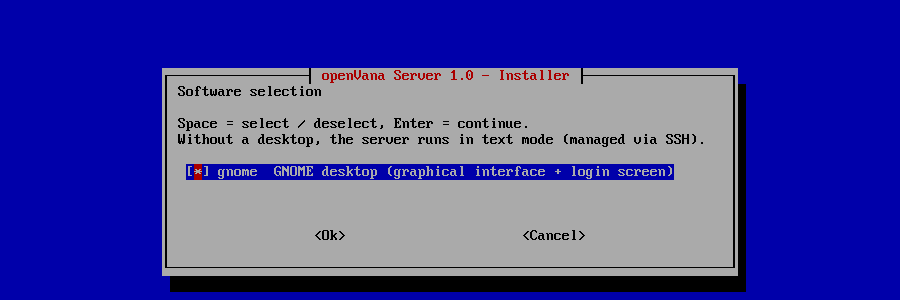 openVana Server 1.0 - Installer
Software selection
Space = select / deselect, Enter = continue.
Without a desktop, the server runs in text mode (managed via SSH).
[*] gnome  GNOME desktop (graphical interface + login screen)
<Ok> <Cancel>